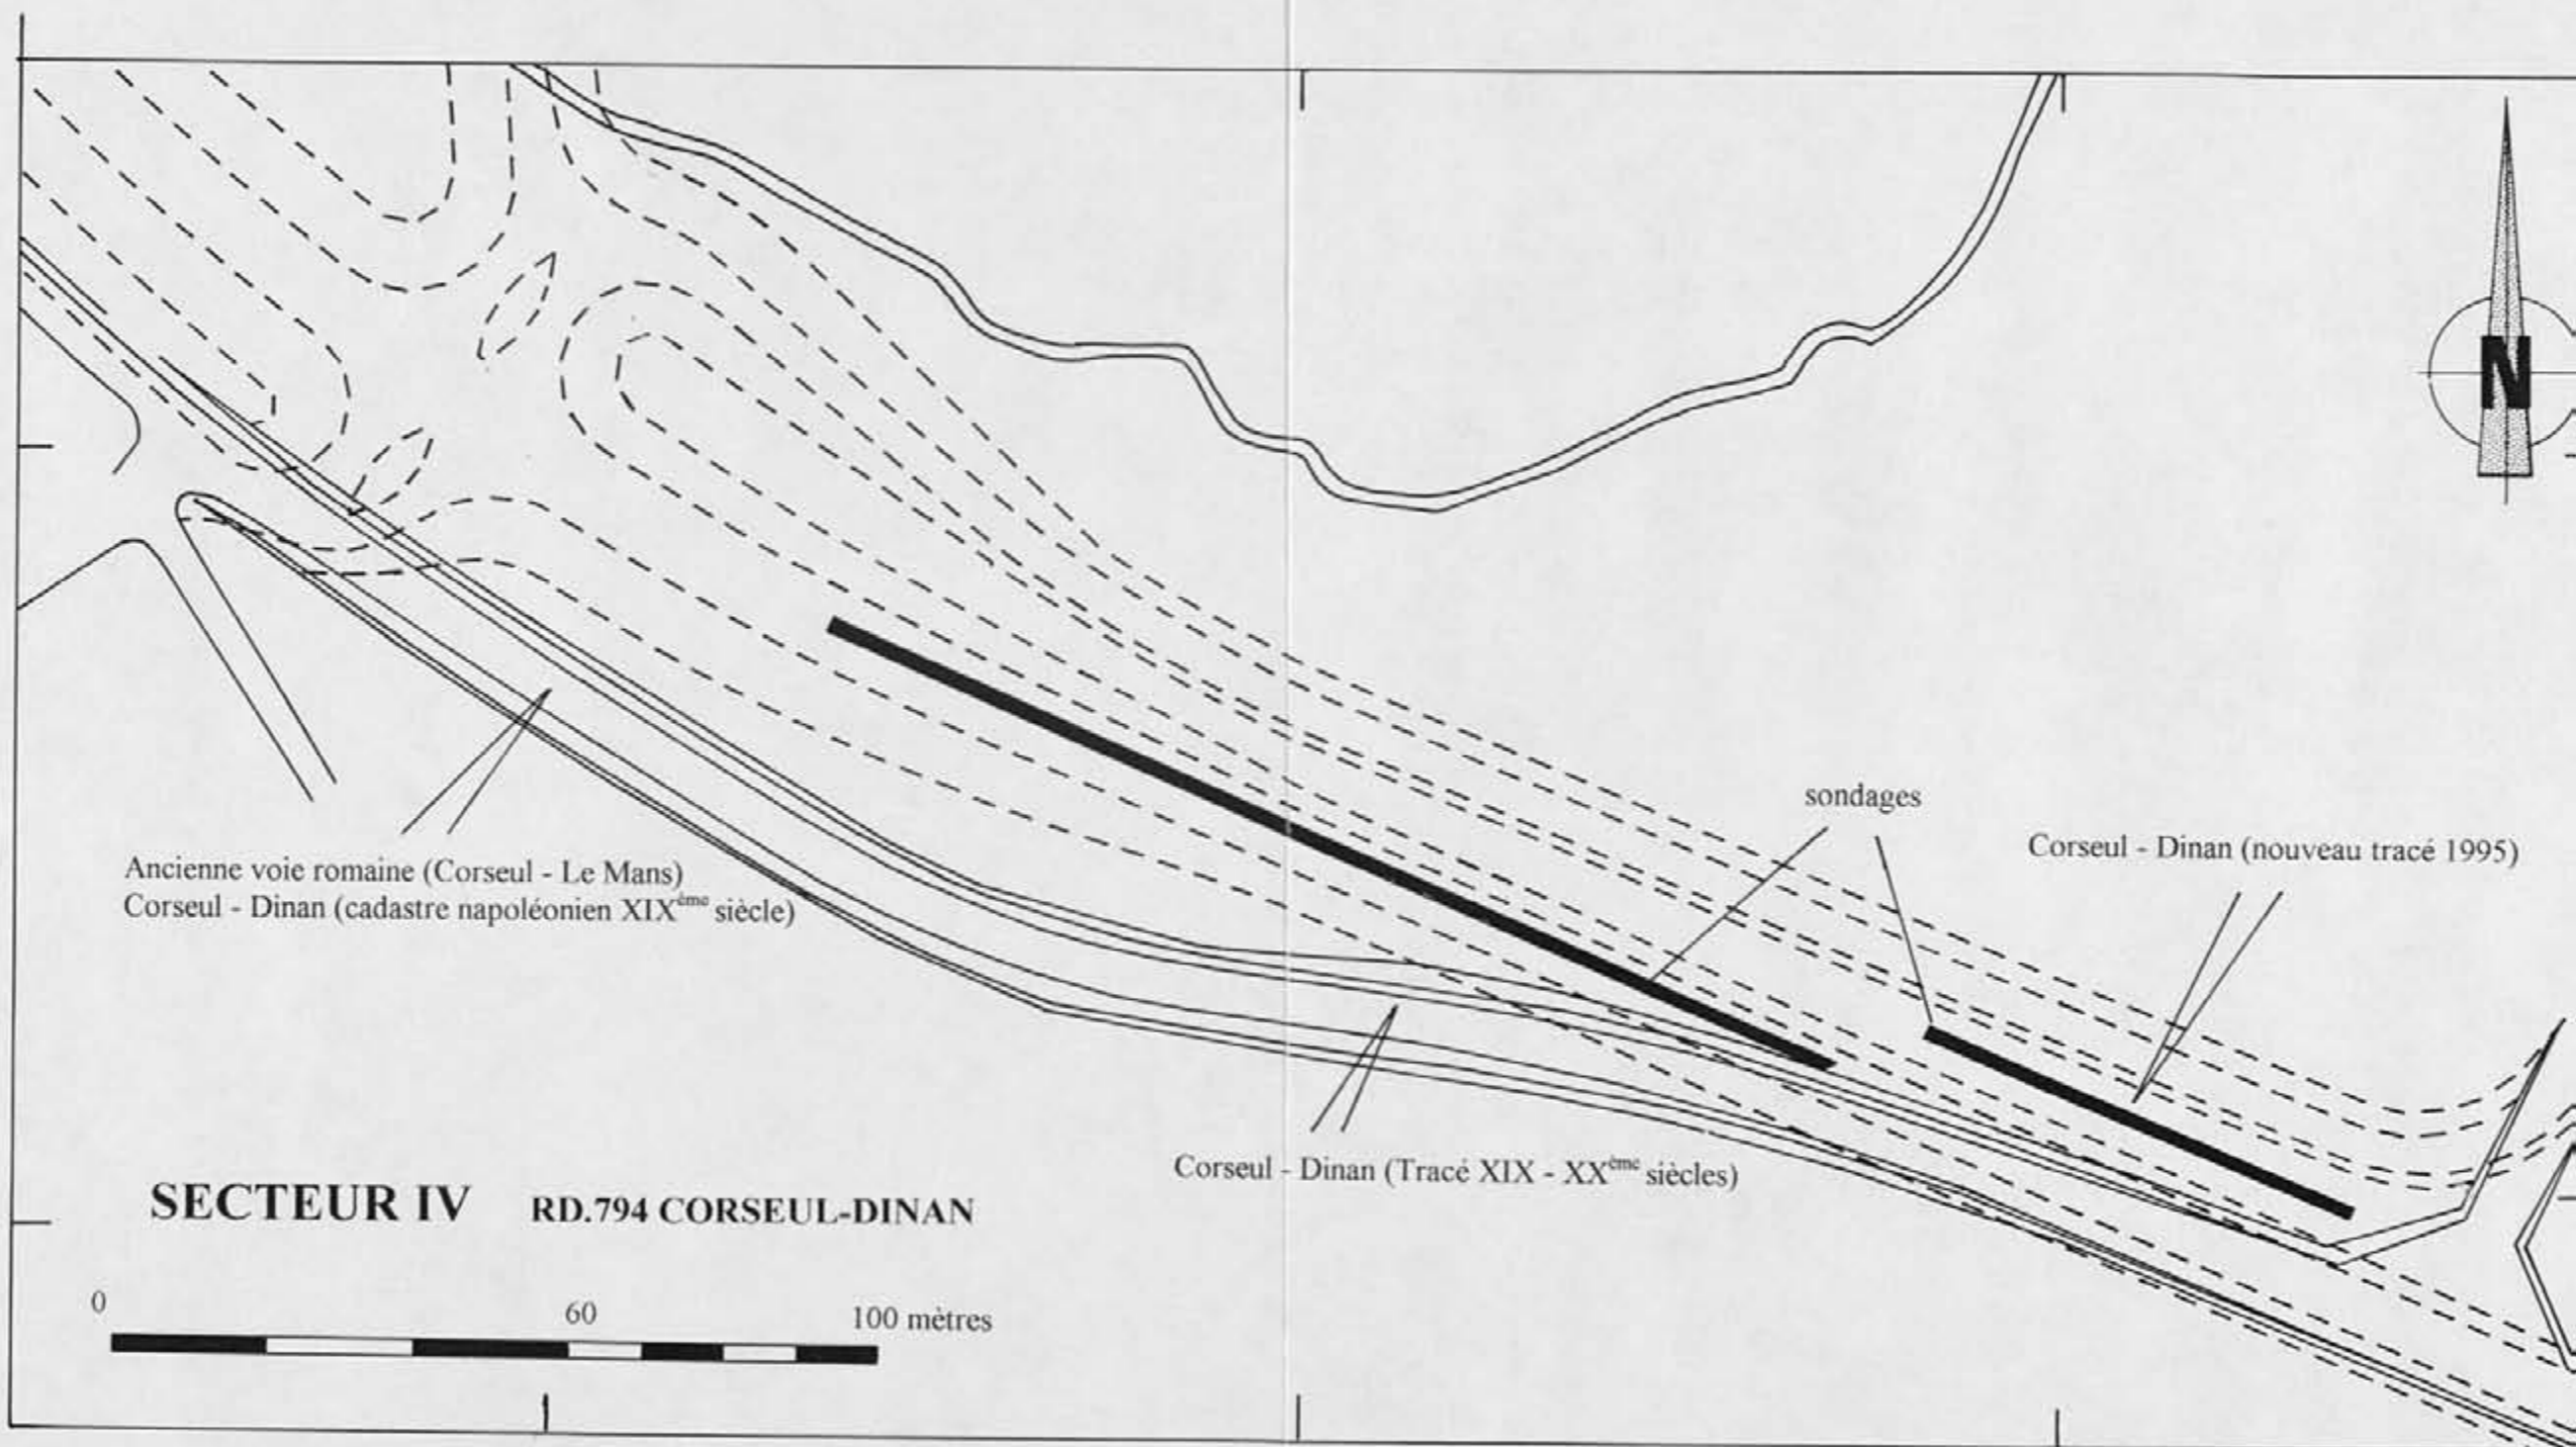 N
sondages
Corseul - Dinan (nouveau tracé 1995)
Ancienne voie romaine (Corseul - Le Mans)
Corseul - Dinan (cadastre napoléonien XIXème siècle)
Corseul - Dinan (Tracé XIX - XXème siècles)
SECTEUR IV RD.794 CORSEUL-DINAN
0 60 100 mètres